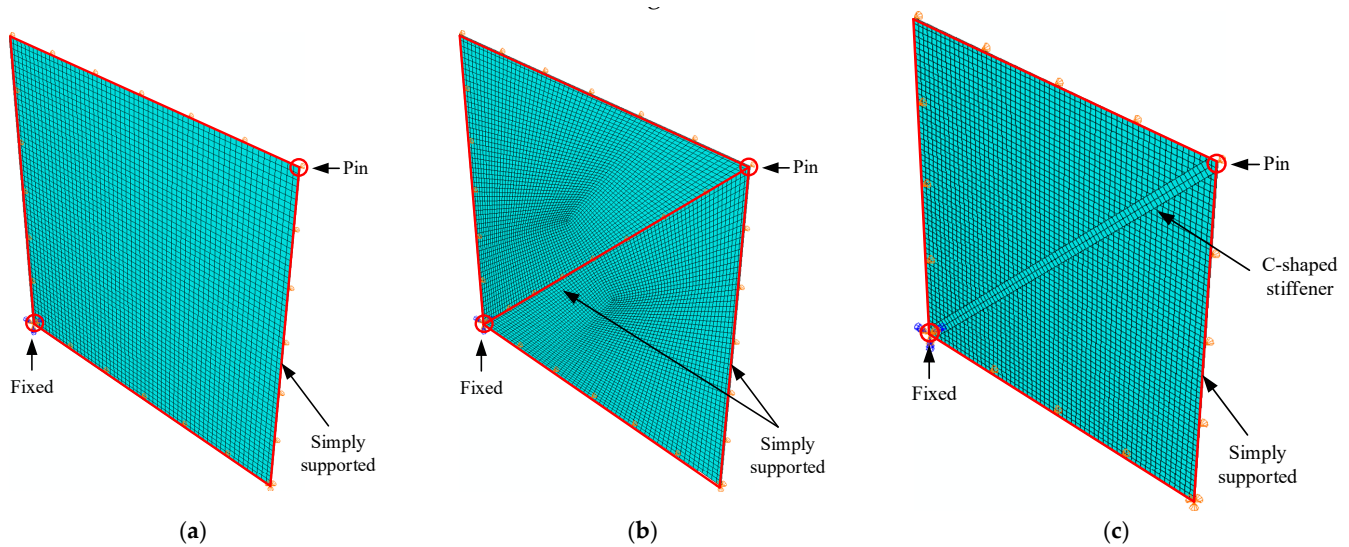 Pin
Fixed
Simply
supported
(a)
Pin
Fixed
Simply
supported
(b)
Pin
C-shaped
stiffener
Fixed
Simply
supported
(c)